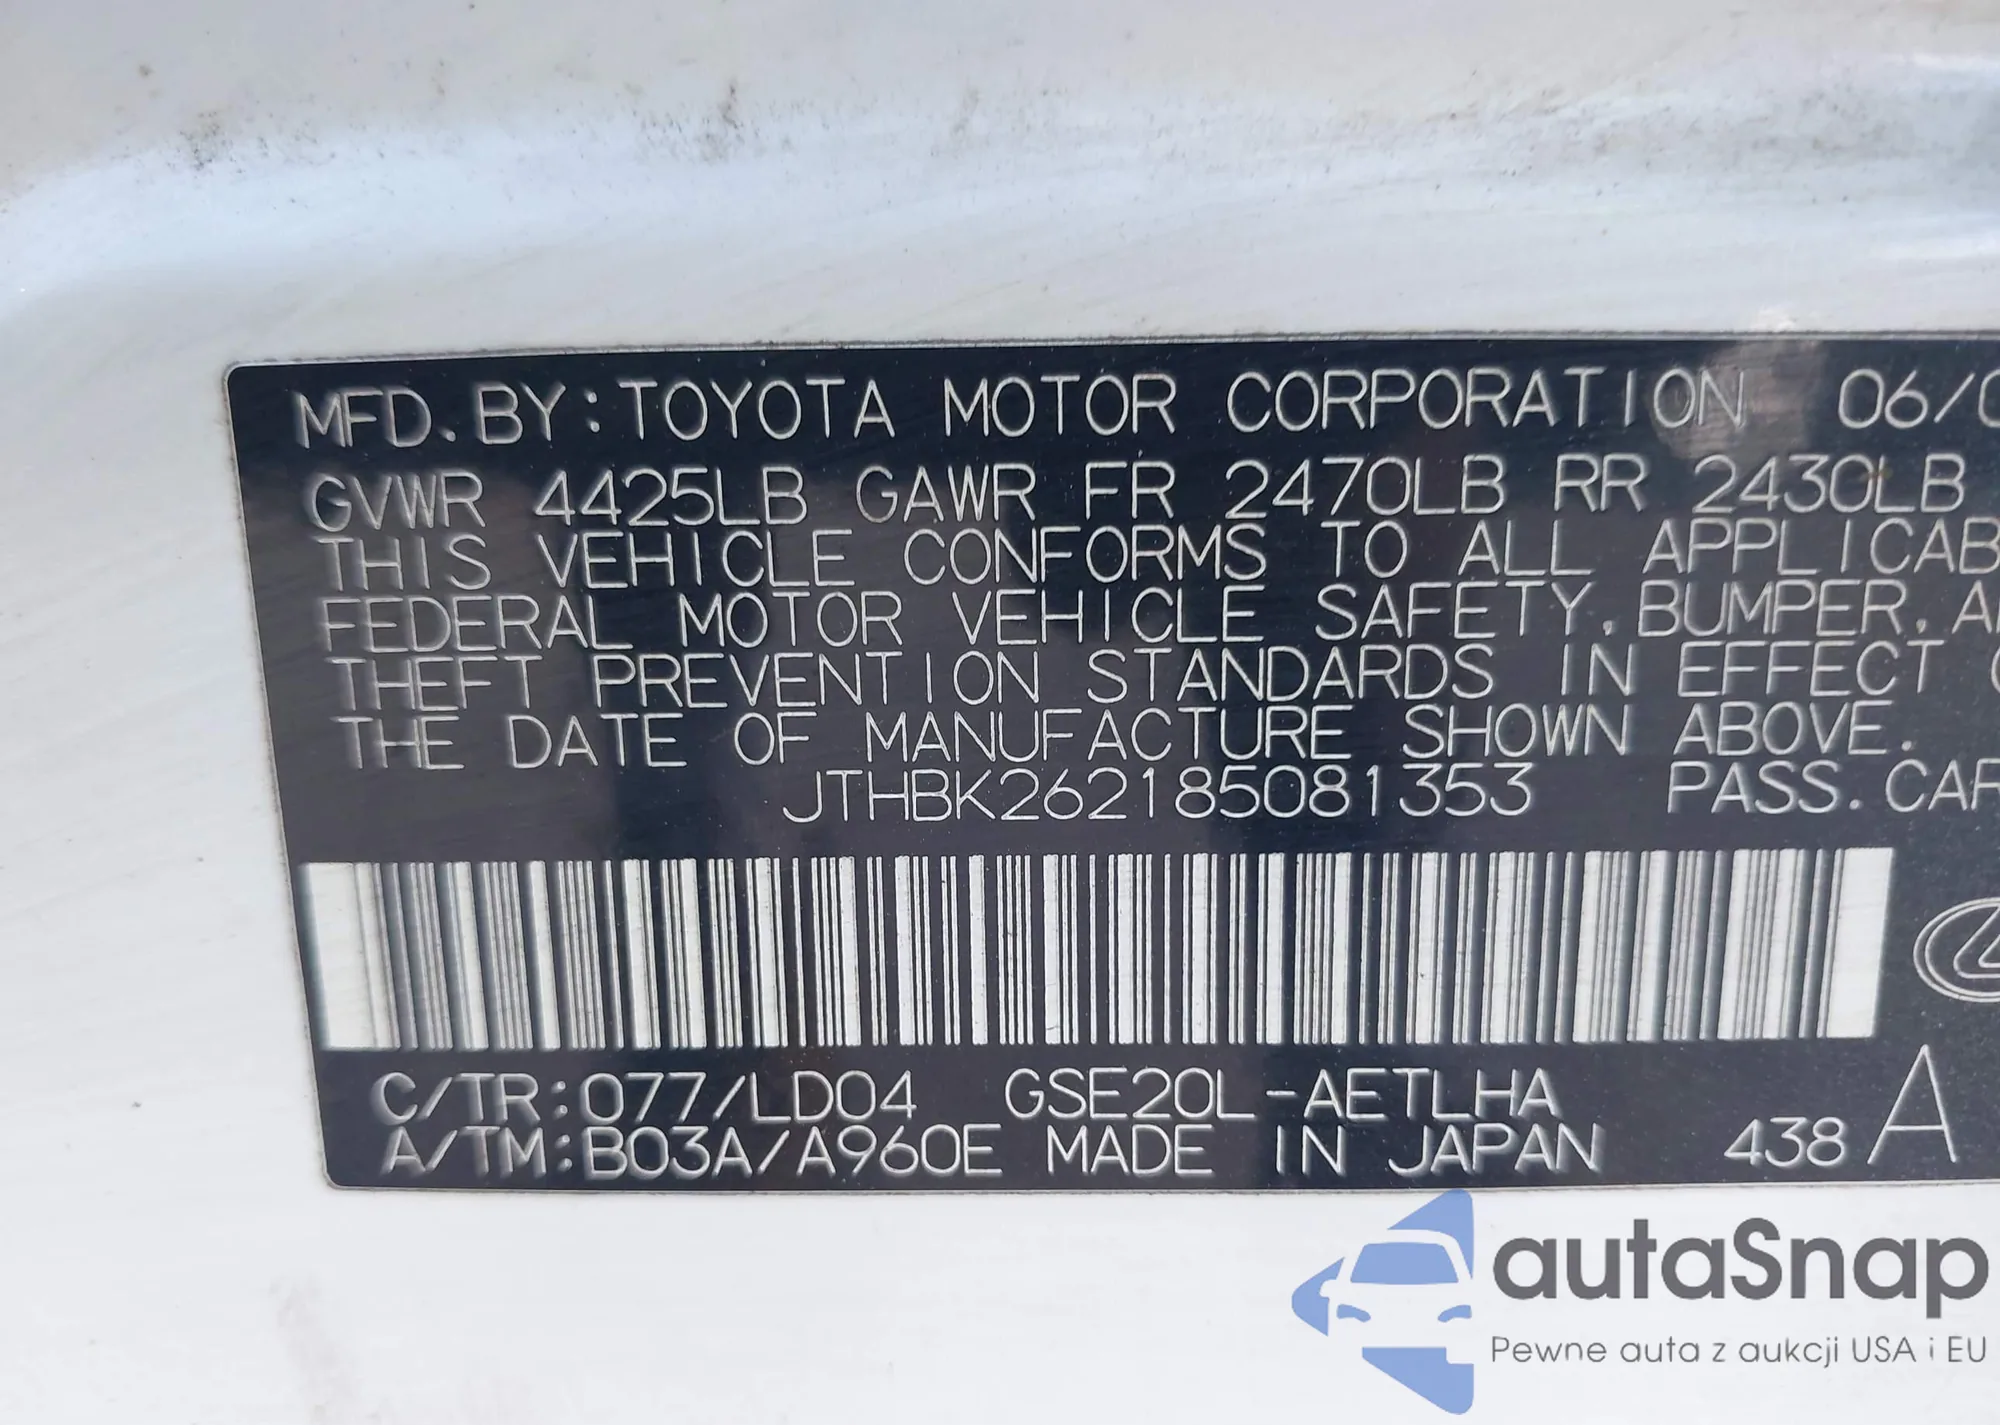 MFD. BY: TOYOTA MOTOR CORPORATION 06/0
GVWR 4425LB GAWR FR 2470LB RR 2430LB
THIS VEHICLE CONFORMS TO ALL APPLICAB
FEDERAL MOTOR VEHICLE SAFETY, BUMPER, A
THEFT PREVENTION STANDARDS IN EFFECT
THE DATE OF MANUFACTURE SHOWN ABOVE.
JTHBK262185081353 PASS. CAR
C/TR: 077/LD04 GSE20L-AETLHA
A/TM: B03A/A960E MADE IN JAPAN 438 A
autaSnap
Pewne auta z aukcji USA i EU